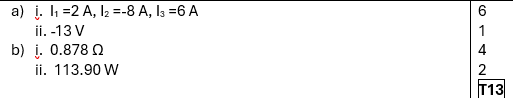 a) i. I₁ =2 A, I₂ =-8 A, I₃ =6 A 6
ii. -13 V 1
b) i. 0.878 Ω 4
ii. 113.90 W 2
T13